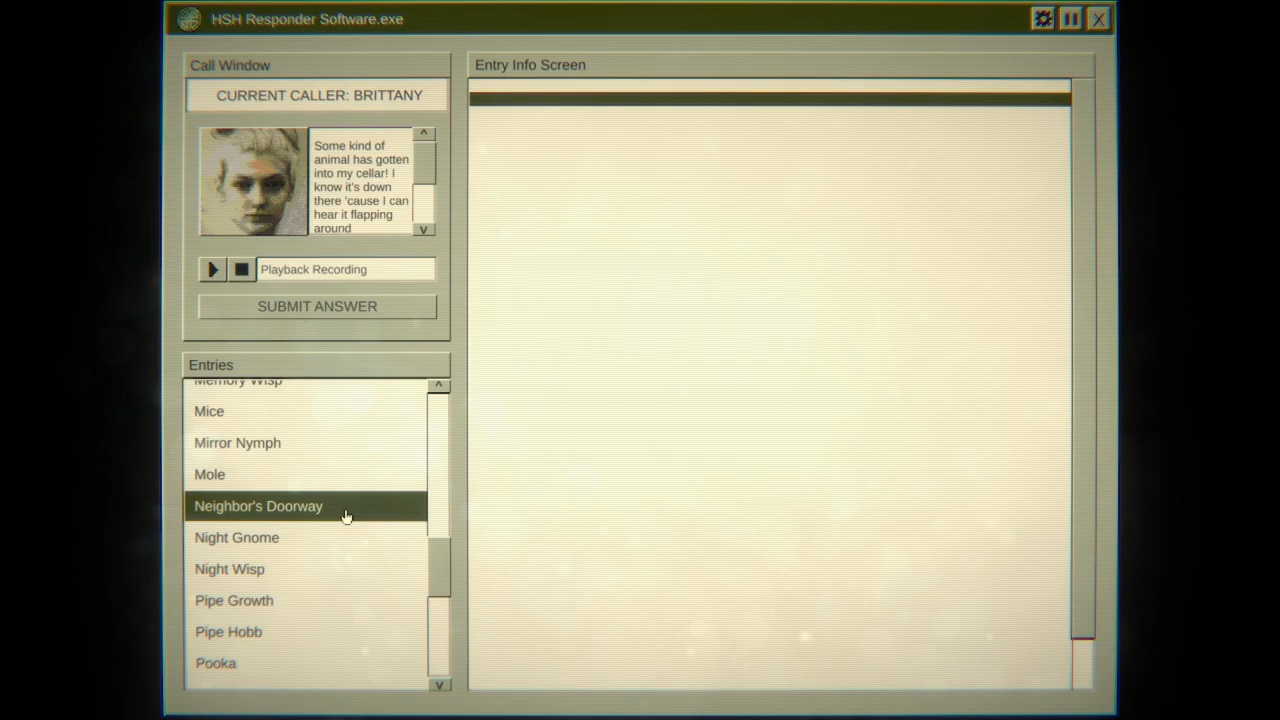 HSH Responder Software.exe
Call Window
CURRENT CALLER: BRITTANY
Some kind of
animal has gotten
into my cellar! I
know it's down
there 'cause I can
hear it flapping
around
Playback Recording
SUBMIT ANSWER
Entries
Memory Wisp
Mice
Mirror Nymph
Mole
Neighbor's Doorway
Night Gnome
Night Wisp
Pipe Growth
Pipe Hobb
Pooka
Entry Info Screen